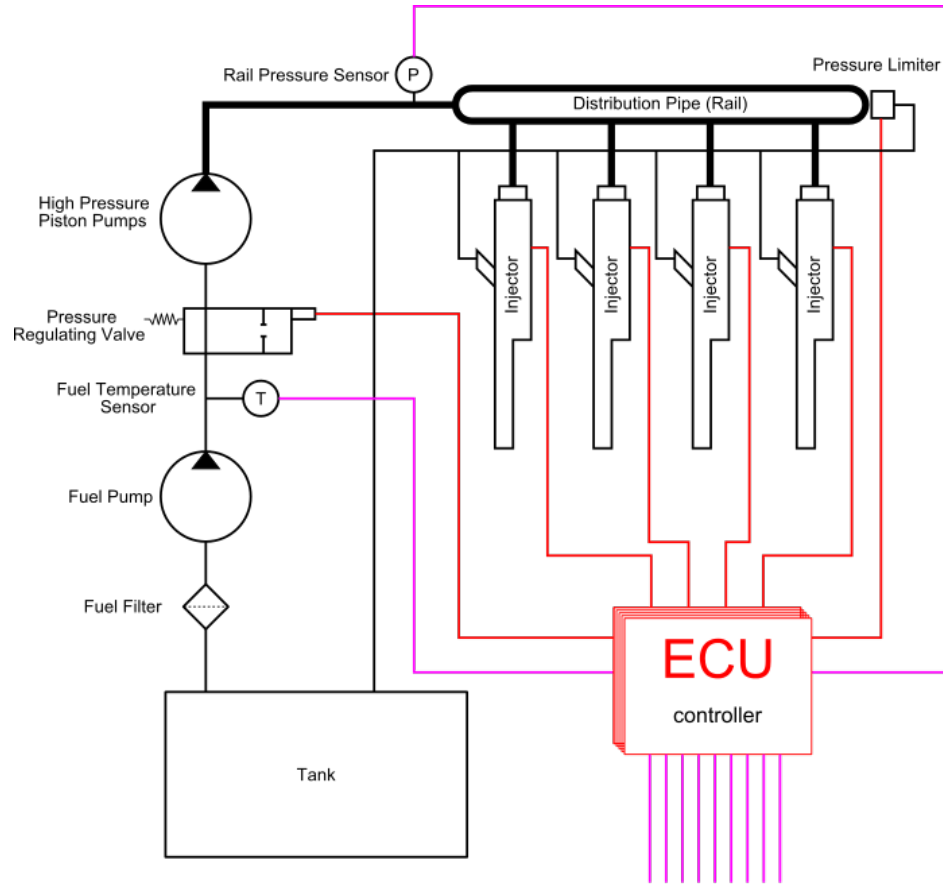 Rail Pressure Sensor
P
Pressure Limiter
Distribution Pipe (Rail)
High Pressure
Piston Pumps
Injector
Injector
Injector
Injector
Pressure
Regulating Valve
Fuel Temperature
Sensor
T
Fuel Pump
Fuel Filter
ECU
controller
Tank